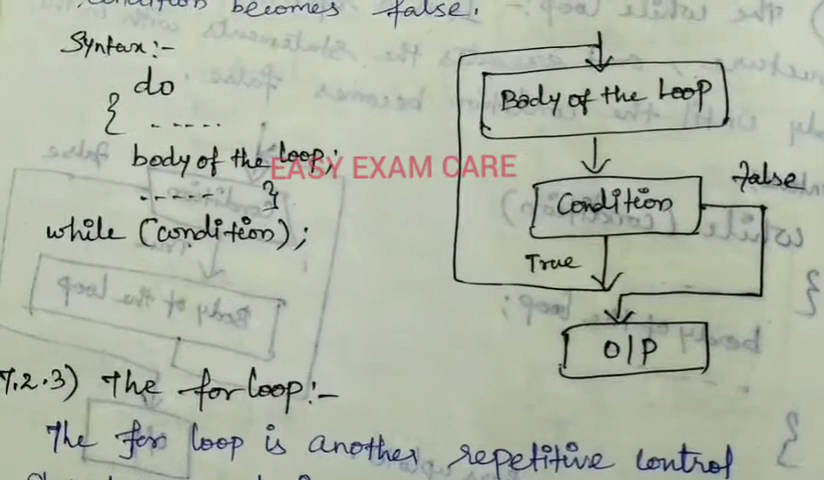 condition becomes false.
Syntax:-
do
{ .....
body of the loop;
...... }
while (condition);
Body of the Loop
Condition
false
True
O/P
EASY EXAM CARE
7.2.3) The for loop:-
The for loop is another repetitive control